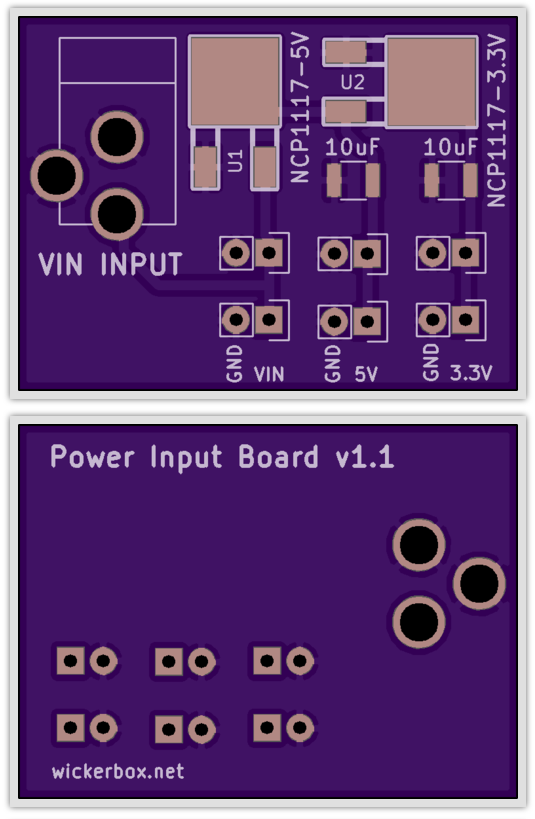 NCP1117-5V
U1
U2
NCP1117-3.3V
10uF
10uF
VIN INPUT
GND VIN
GND 5V
GND 3.3V
Power Input Board v1.1
wickerbox.net